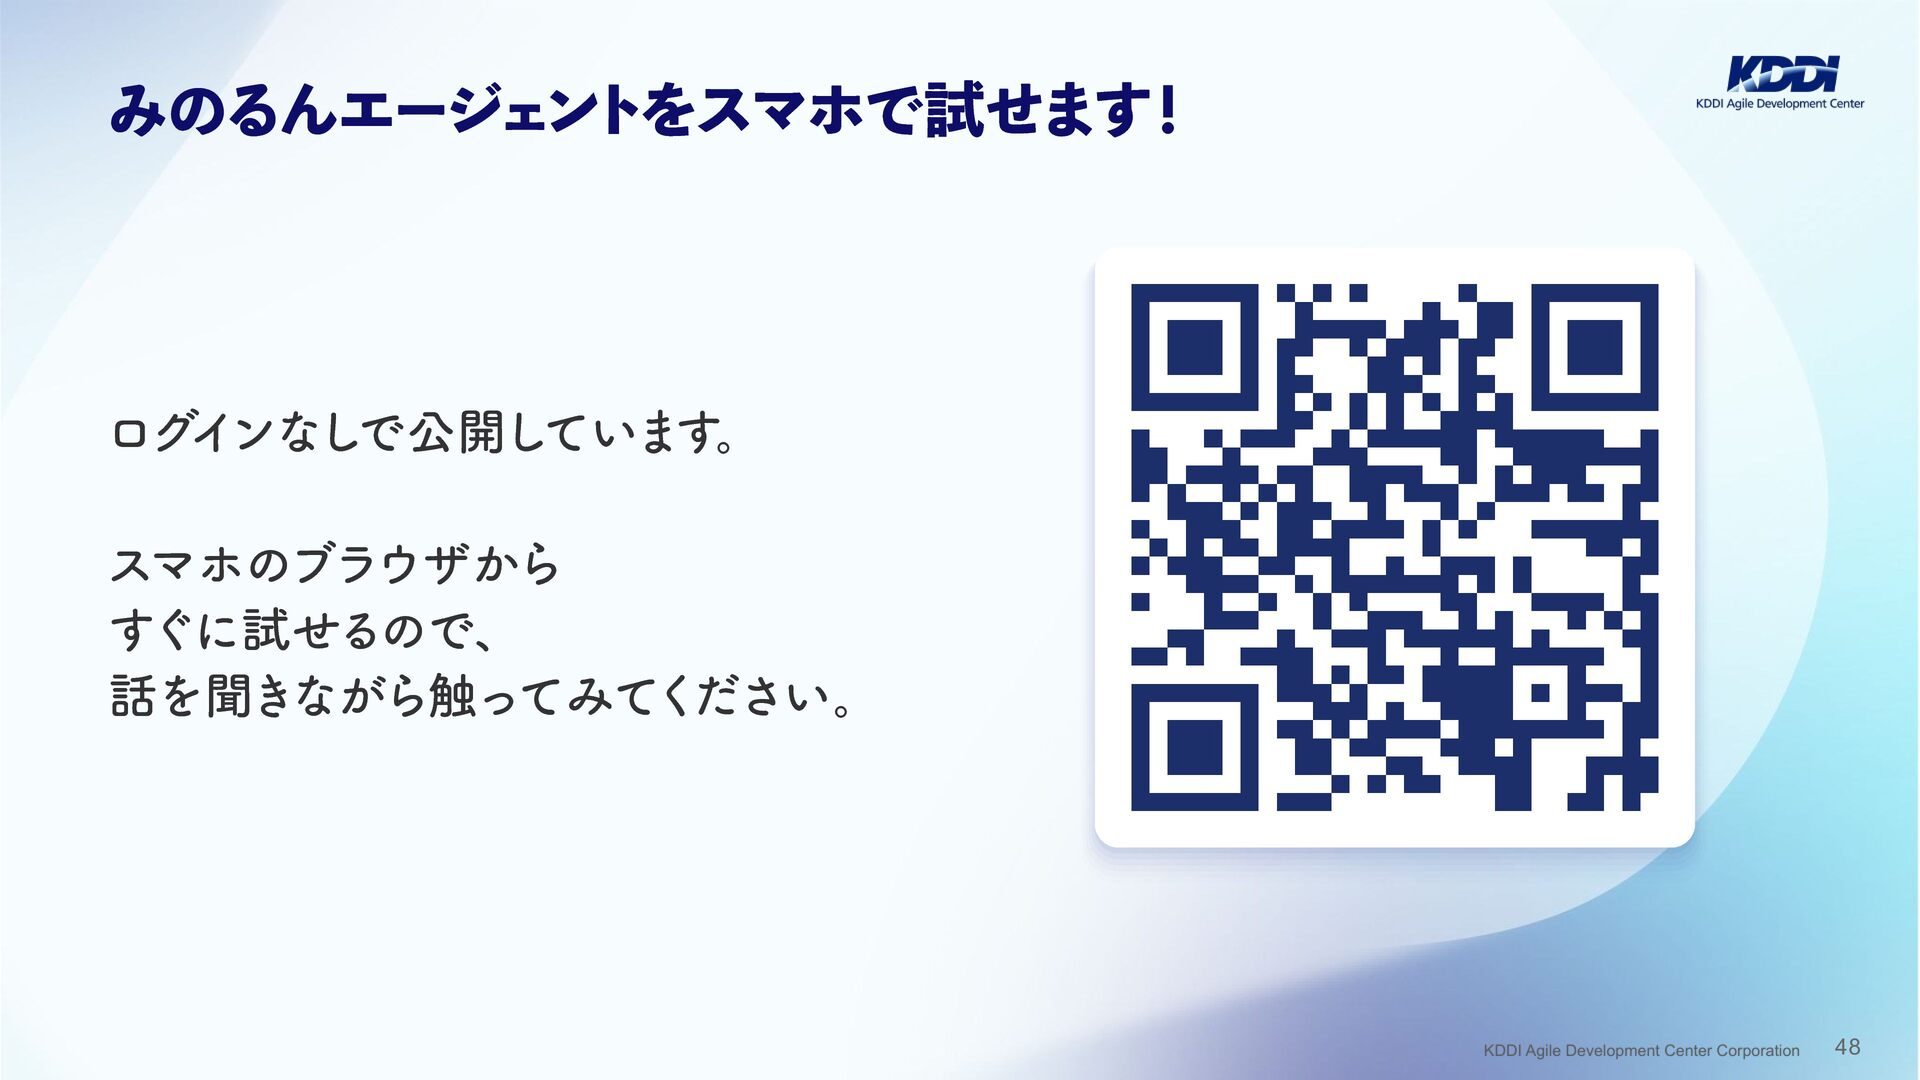 みのるんエージェントをスマホで試せます!
KDDI
KDDI Agile Development Center
ログインなしで公開しています。
スマホのブラウザから
すぐに試せるので、
話を聞きながら触ってみてください。
KDDI Agile Development Center Corporation
48